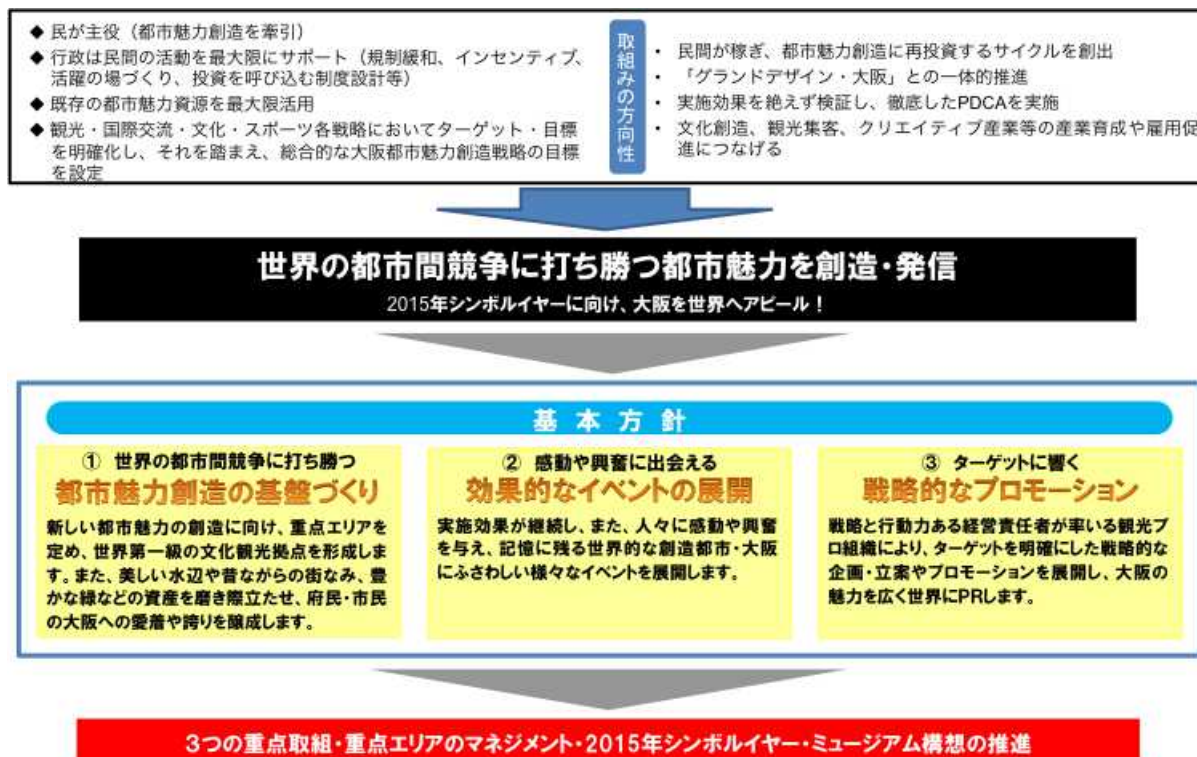 ◆ 民が主役（都市魅力創造を牽引）
◆ 行政は民間の活動を最大限にサポート（規制緩和、インセンティブ、
活躍の場づくり、投資を呼び込む制度設計等）
◆ 既存の都市魅力資源を最大限活用
◆ 観光・国際交流・文化・スポーツ各戦略においてターゲット・目標
を明確化し、それを踏まえ、総合的な大阪都市魅力創造戦略の目標
を設定
取組みの方向性
• 民間が稼ぎ、都市魅力創造に再投資するサイクルを創出
• 「グランドデザイン・大阪」との一体的推進
• 実施効果を絶えず検証し、徹底したPDCAを実施
• 文化創造、観光集客、クリエイティブ産業等の産業育成や雇用促
進につなげる
世界の都市間競争に打ち勝つ都市魅力を創造・発信
2015年シンボルイヤーに向け、大阪を世界へアピール！
基本方針
① 世界の都市間競争に打ち勝つ
都市魅力創造の基盤づくり
新しい都市魅力の創造に向け、重点エリアを
定め、世界第一級の文化観光拠点を形成しま
す。また、美しい水辺や昔ながらの街なみ、豊
かな緑などの資産を磨き際立たせ、府民・市民
の大阪への愛着や誇りを醸成します。
② 感動や興奮に出会える
効果的なイベントの展開
実施効果が継続し、また、人々に感動や興奮
を与え、記憶に残る世界的な創造都市・大阪
にふさわしい様々なイベントを展開します。
③ ターゲットに響く
戦略的なプロモーション
戦略と行動力ある経営責任者が率いる観光プ
ロ組織により、ターゲットを明確にした戦略的な
企画・立案やプロモーションを展開し、大阪の
魅力を広く世界にPRします。
3つの重点取組・重点エリアのマネジメント・2015年シンボルイヤー・ミュージアム構想の推進